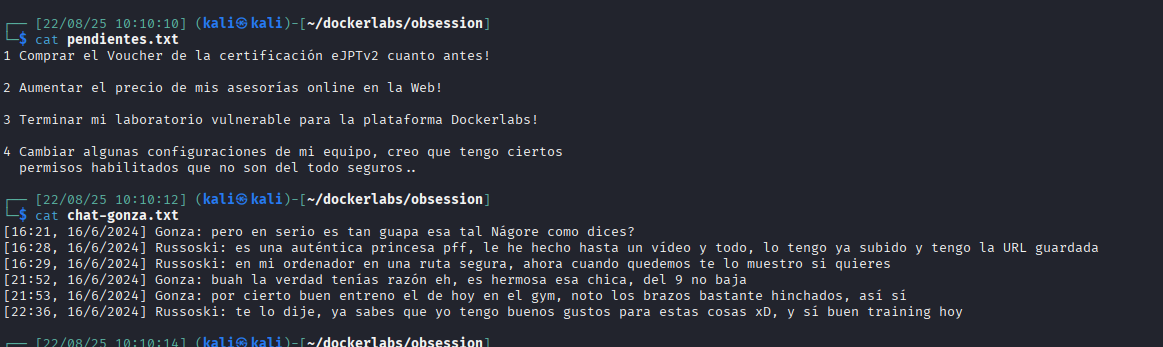 ┌── [22/08/25 10:10:10] (kali㉿kali)-[~/dockerlabs/obsession]
└─$ cat pendientes.txt
1 Comprar el Voucher de la certificación eJPTv2 cuanto antes!
2 Aumentar el precio de mis asesorías online en la Web!
3 Terminar mi laboratorio vulnerable para la plataforma Dockerlabs!
4 Cambiar algunas configuraciones de mi equipo, creo que tengo ciertos
permisos habilitados que no son del todo seguros..
┌── [22/08/25 10:10:12] (kali㉿kali)-[~/dockerlabs/obsession]
└─$ cat chat-gonza.txt
[16:21, 16/6/2024] Gonza: pero en serio es tan guapa esa tal Nágore como dices?
[16:28, 16/6/2024] Russoski: es una auténtica princesa pff, le he hecho hasta un vídeo y todo, lo tengo ya subido y tengo la URL guardada
[16:29, 16/6/2024] Russoski: en mi ordenador en una ruta segura, ahora cuando quedemos te lo muestro si quieres
[21:52, 16/6/2024] Gonza: buah la verdad tenías razón eh, es hermosa esa chica, del 9 no baja
[21:53, 16/6/2024] Gonza: por cierto buen entreno el de hoy en el gym, noto los brazos bastante hinchados, así sí
[22:36, 16/6/2024] Russoski: te lo dije, ya sabes que yo tengo buenos gustos para estas cosas xD, y sí buen training hoy
┌── [22/08/25 10:10:14] (kali㉿kali)-[~/dockerlabs/obsession]